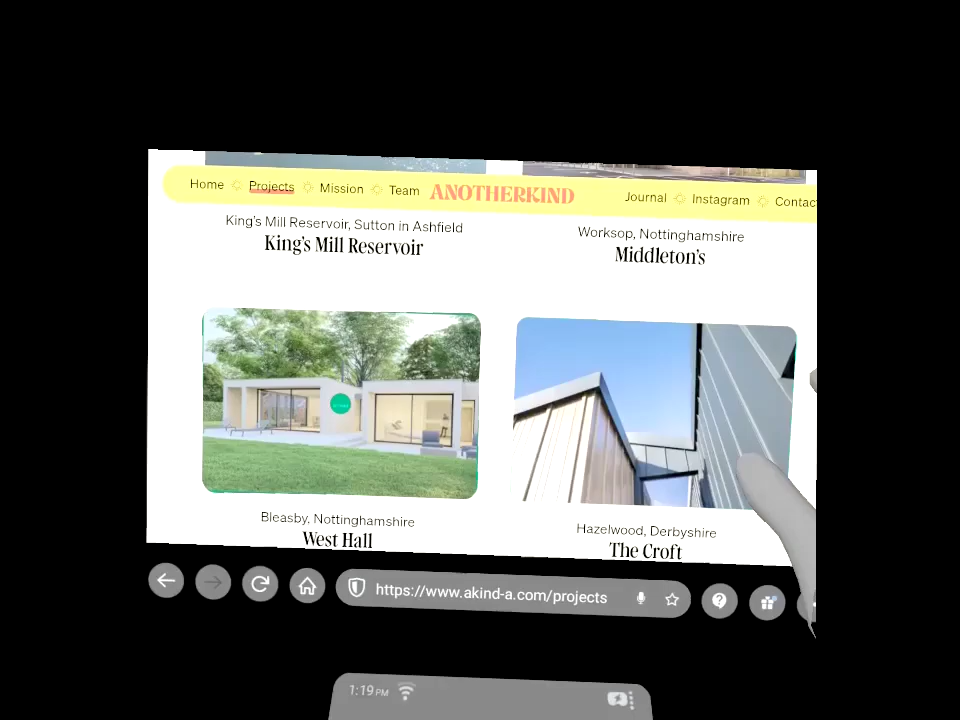 Home Projects Mission Team ANOTHERKIND Journal Instagram Contac
King's Mill Reservoir, Sutton in Ashfield
King's Mill Reservoir
Worksop, Nottinghamshire
Middleton's
Bleasby, Nottinghamshire
West Hall
Hazelwood, Derbyshire
The Croft
https://www.akind-a.com/projects
1:19 PM